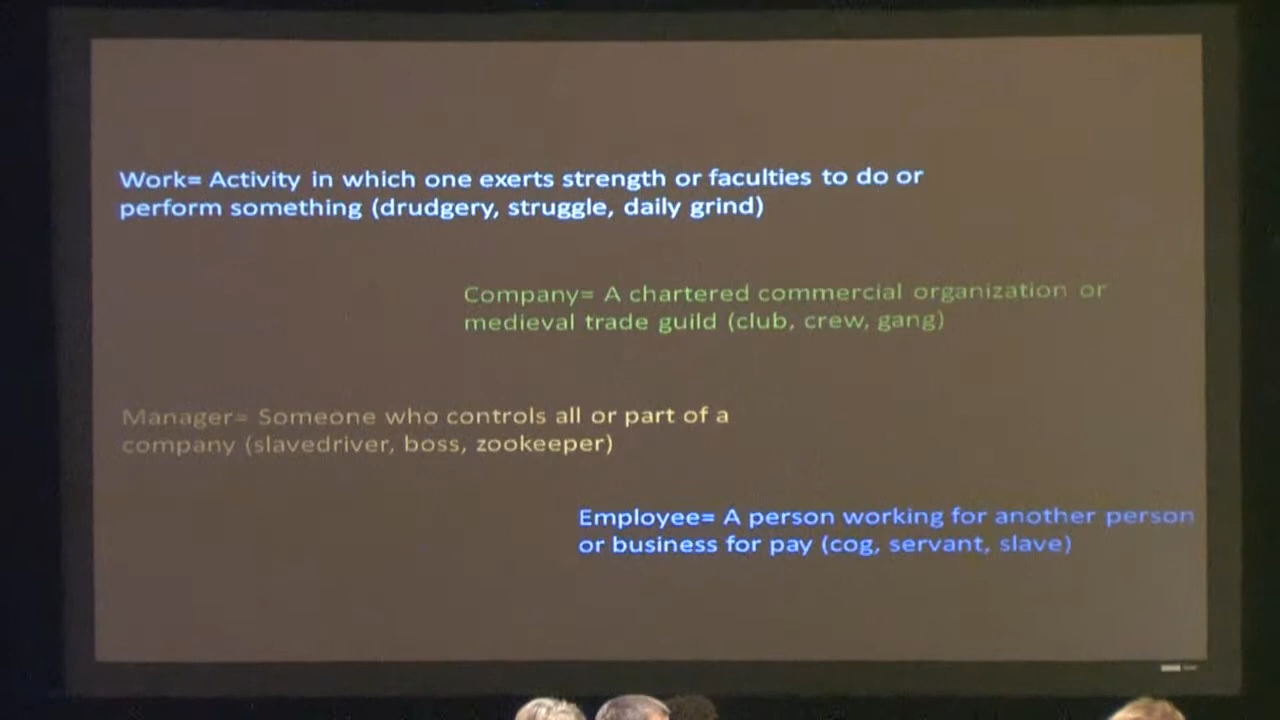 Work= Activity in which one exerts strength or faculties to do or
perform something (drudgery, struggle, daily grind)
Company= A chartered commercial organization or
medieval trade guild (club, crew, gang)
Manager= Someone who controls all or part of a
company (slavedriver, boss, zookeeper)
Employee= A person working for another person
or business for pay (cog, servant, slave)